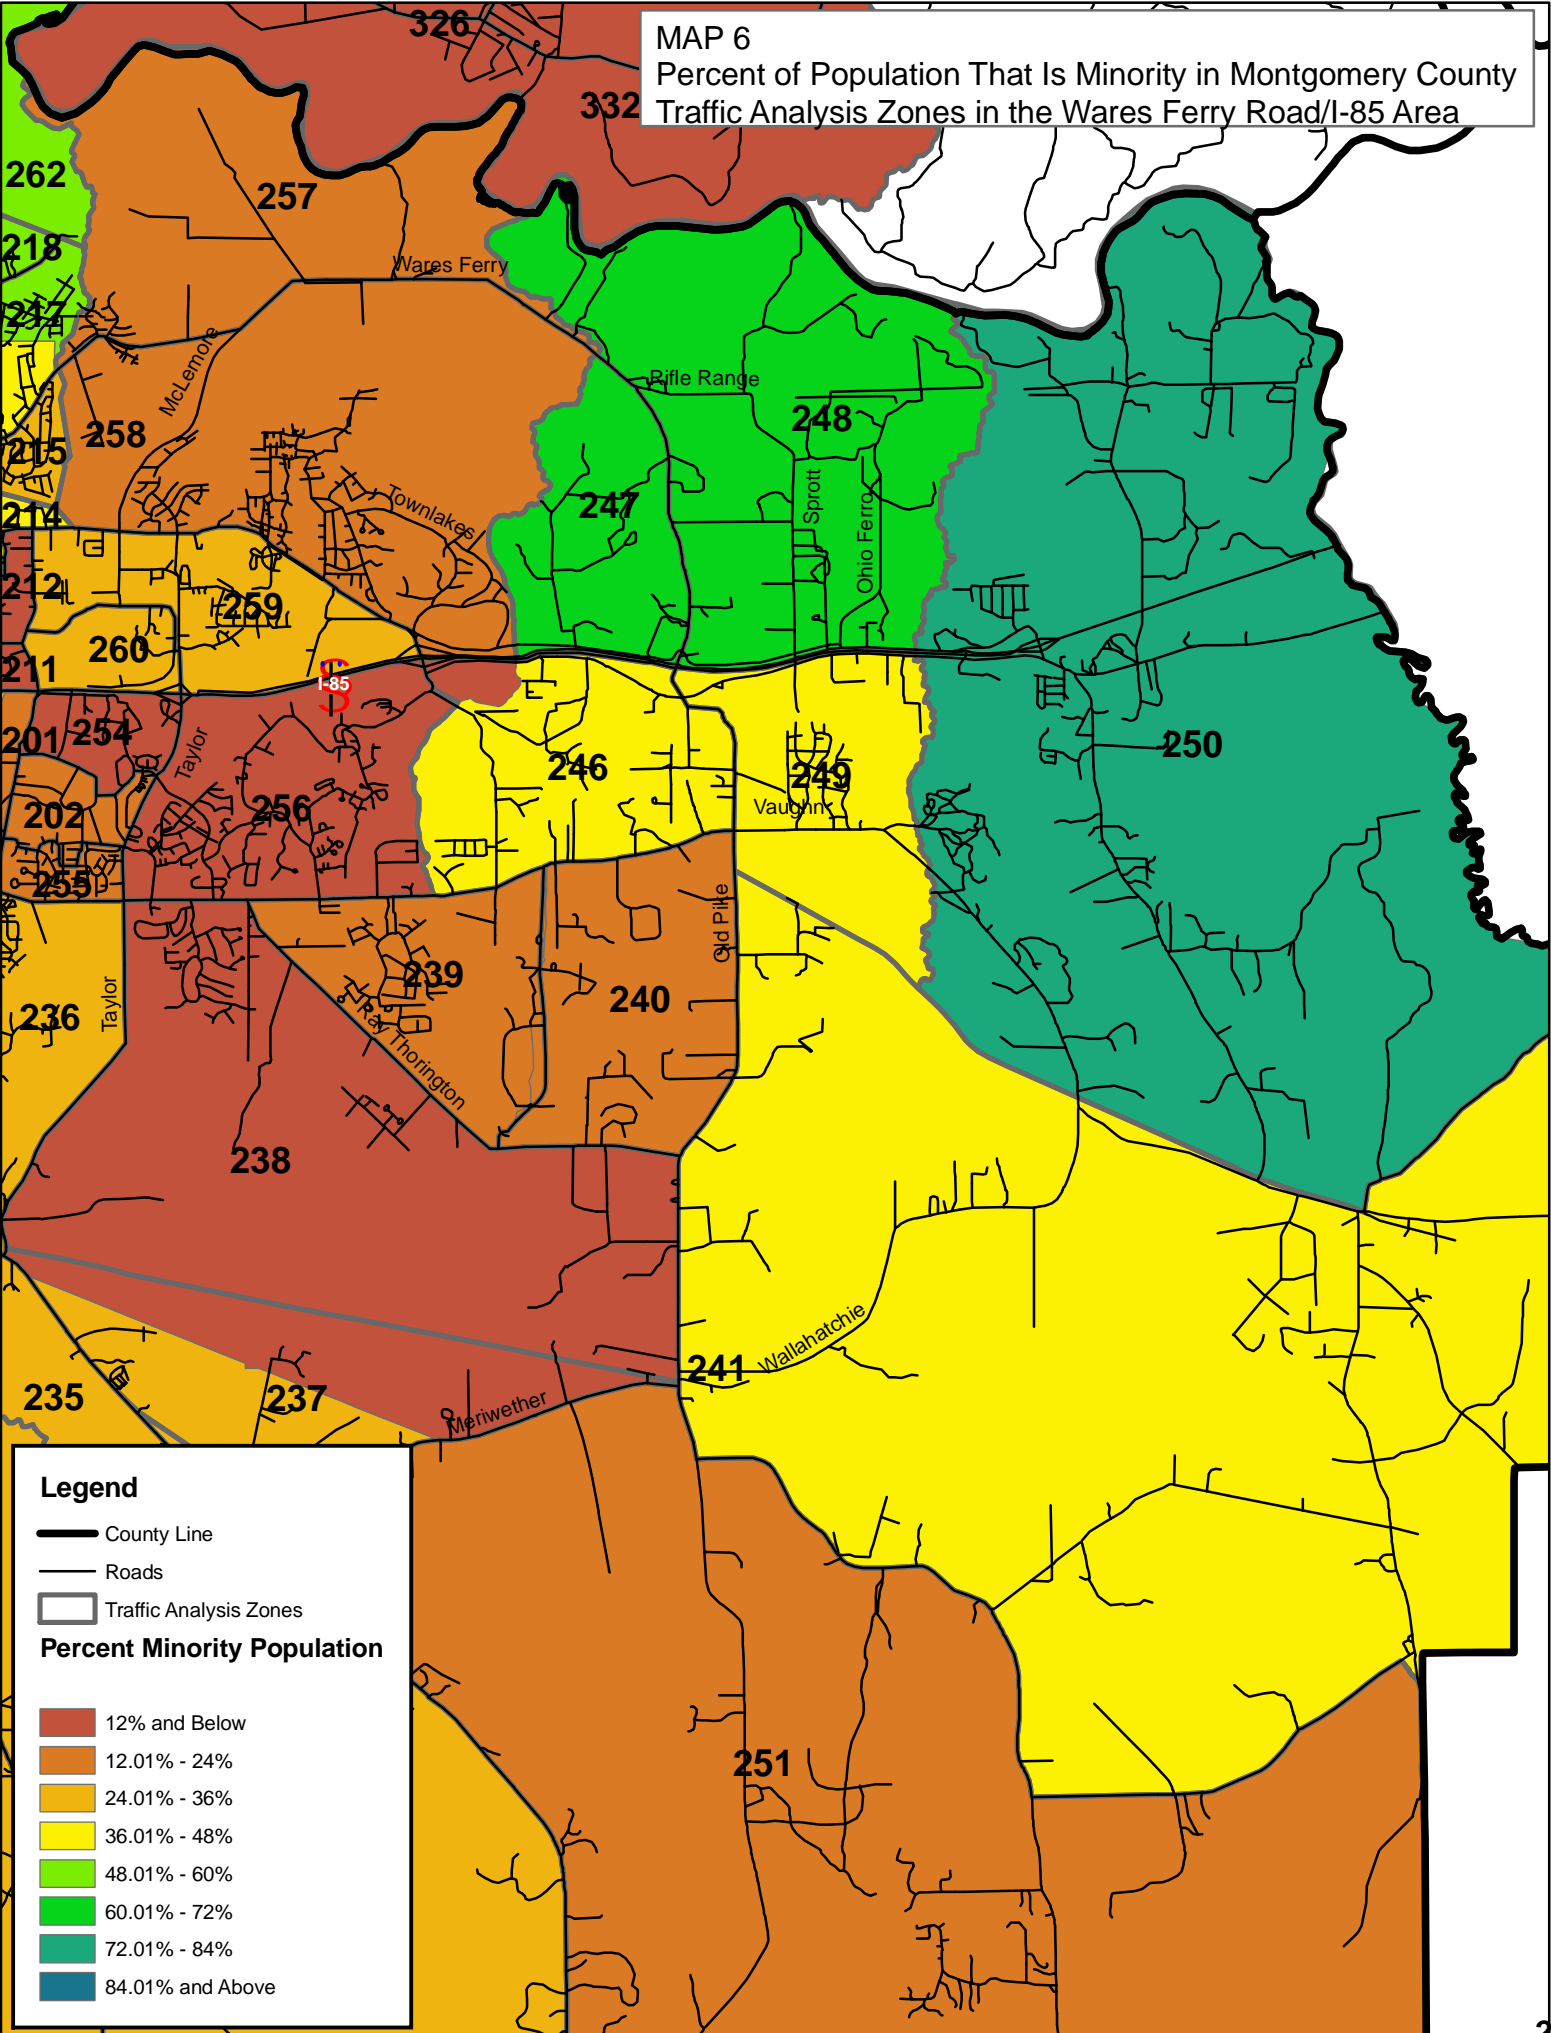 MAP 6
Percent of Population That Is Minority in Montgomery County
Traffic Analysis Zones in the Wares Ferry Road/I-85 Area
326
332
262
257
218
Wares Ferry
217
McLemore
Rifle Range
248
258
215
Townlakes
247
Sprott
Ohio Ferro
214
212
259
260
211
I-85
201
254
Taylor
246
249
250
256
Vaughn
202
255
Old Pike
239
240
236
Taylor
Ray Thorington
238
Wallahatchie
241
235
237
Meriwether
251
Legend
County Line
Roads
Traffic Analysis Zones
Percent Minority Population
12% and Below
12.01% - 24%
24.01% - 36%
36.01% - 48%
48.01% - 60%
60.01% - 72%
72.01% - 84%
84.01% and Above